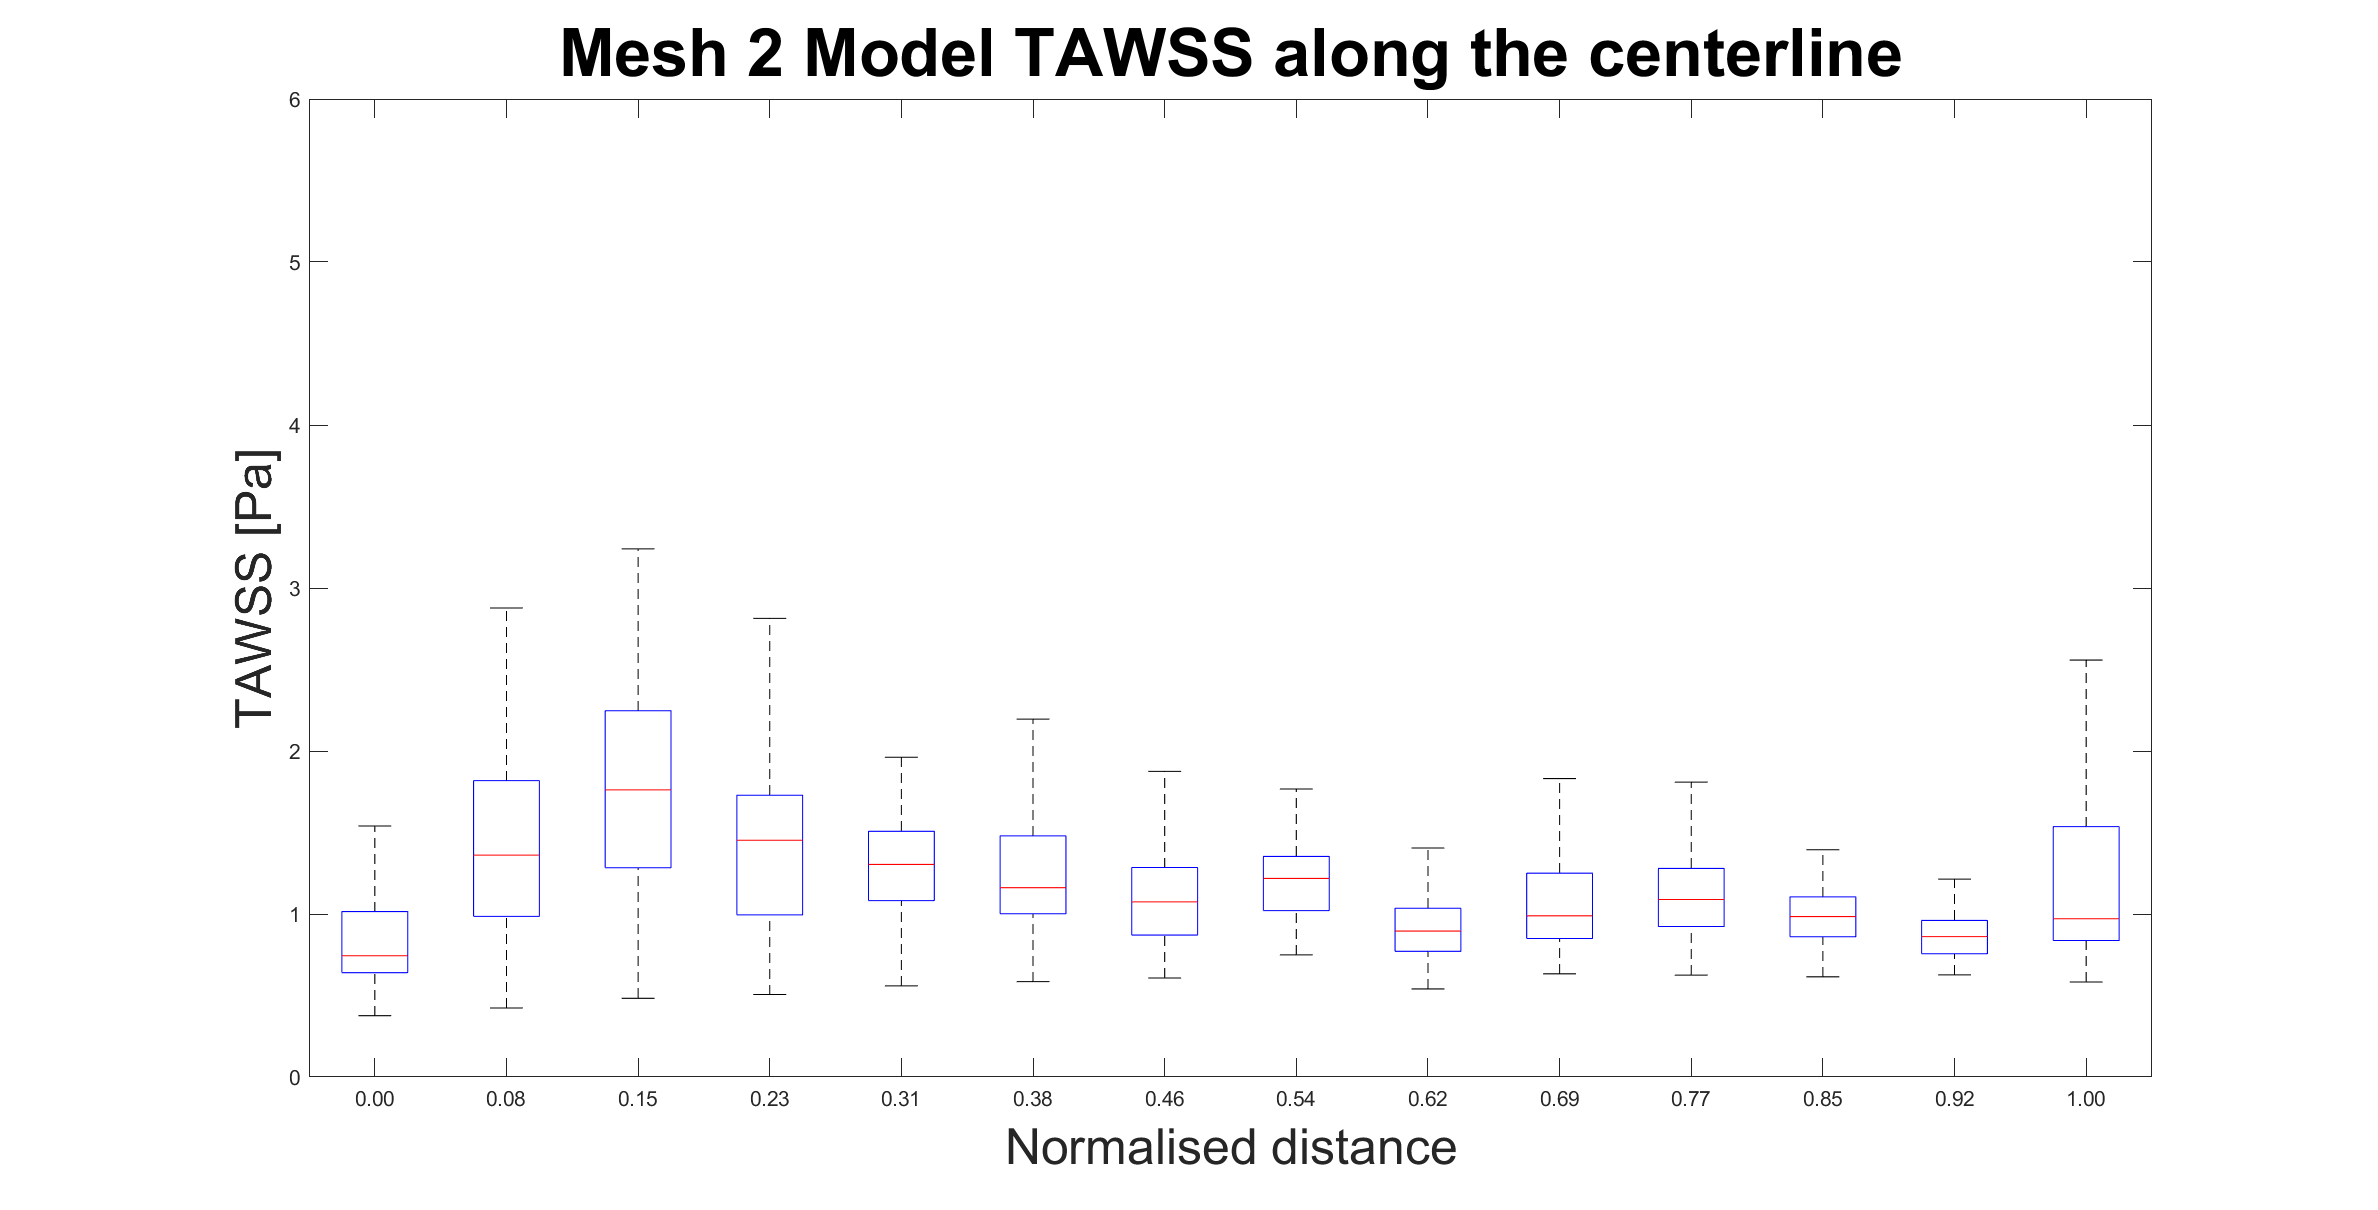 Mesh 2 Model TAWSS along the centerline
6
5
4
3
2
1
0
TAWSS [Pa]
0.00 0.08 0.15 0.23 0.31 0.38 0.46 0.54 0.62 0.69 0.77 0.85 0.92 1.00
Normalised distance